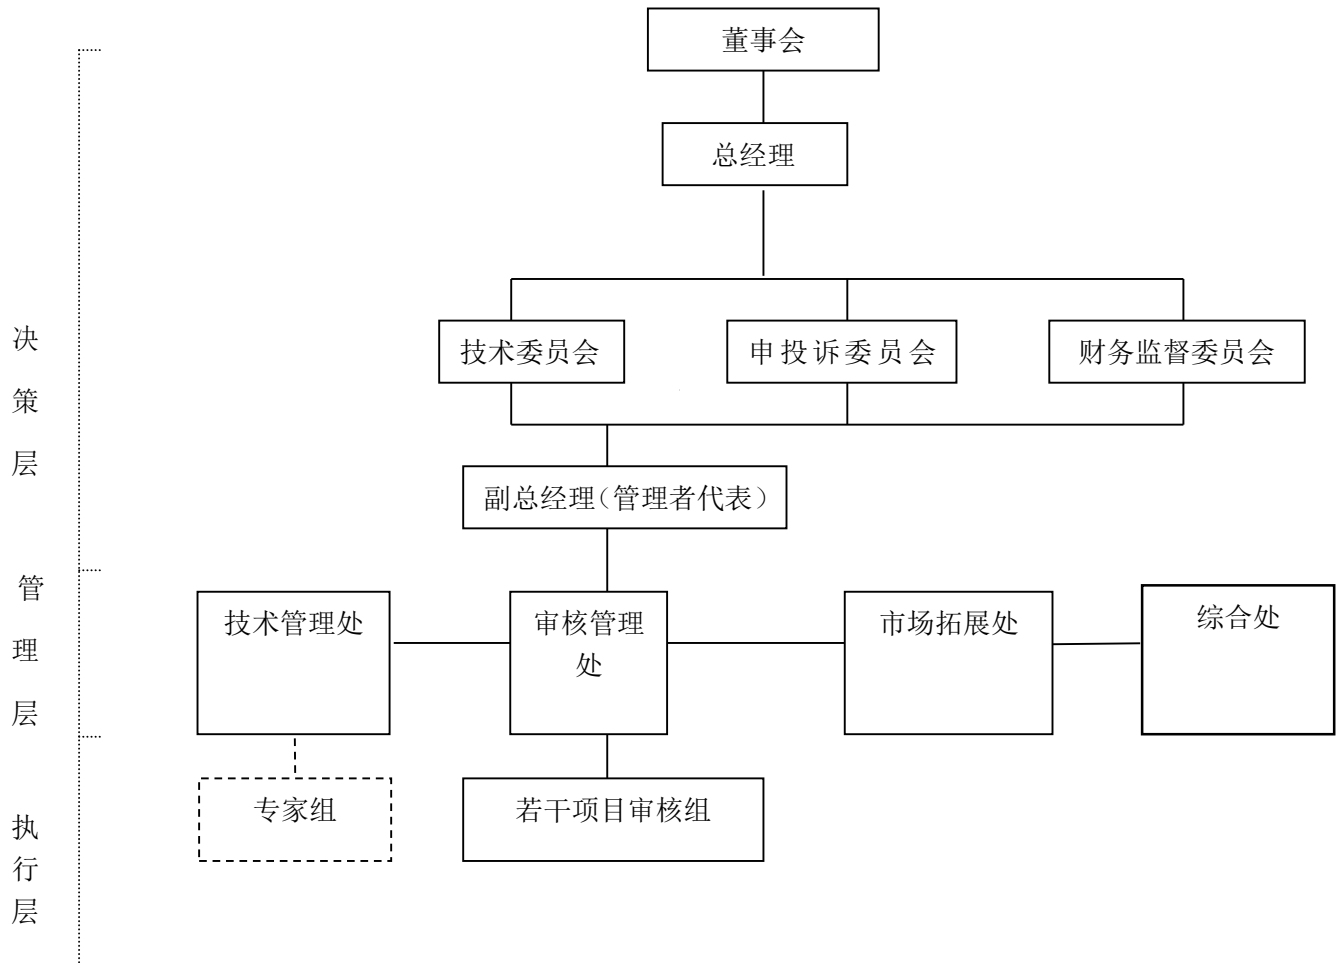 董事会
总经理
决
策
层
技术委员会
申投诉委员会
财务监督委员会
副总经理（管理者代表）
管
理
层
技术管理处
审核管理
处
市场拓展处
综合处
执
行
层
专家组
若干项目审核组